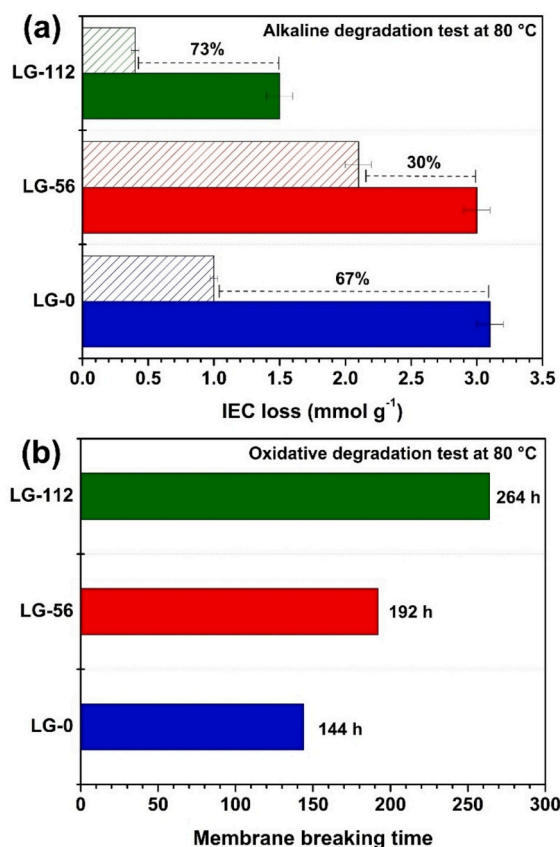 (a)
Alkaline degradation test at 80 °C
LG-112
73%
LG-56
30%
LG-0
67%
0.0 0.5 1.0 1.5 2.0 2.5 3.0 3.5
IEC loss (mmol g⁻¹)
(b)
Oxidative degradation test at 80 °C
LG-112
264 h
LG-56
192 h
LG-0
144 h
0 50 100 150 200 250 300
Membrane breaking time